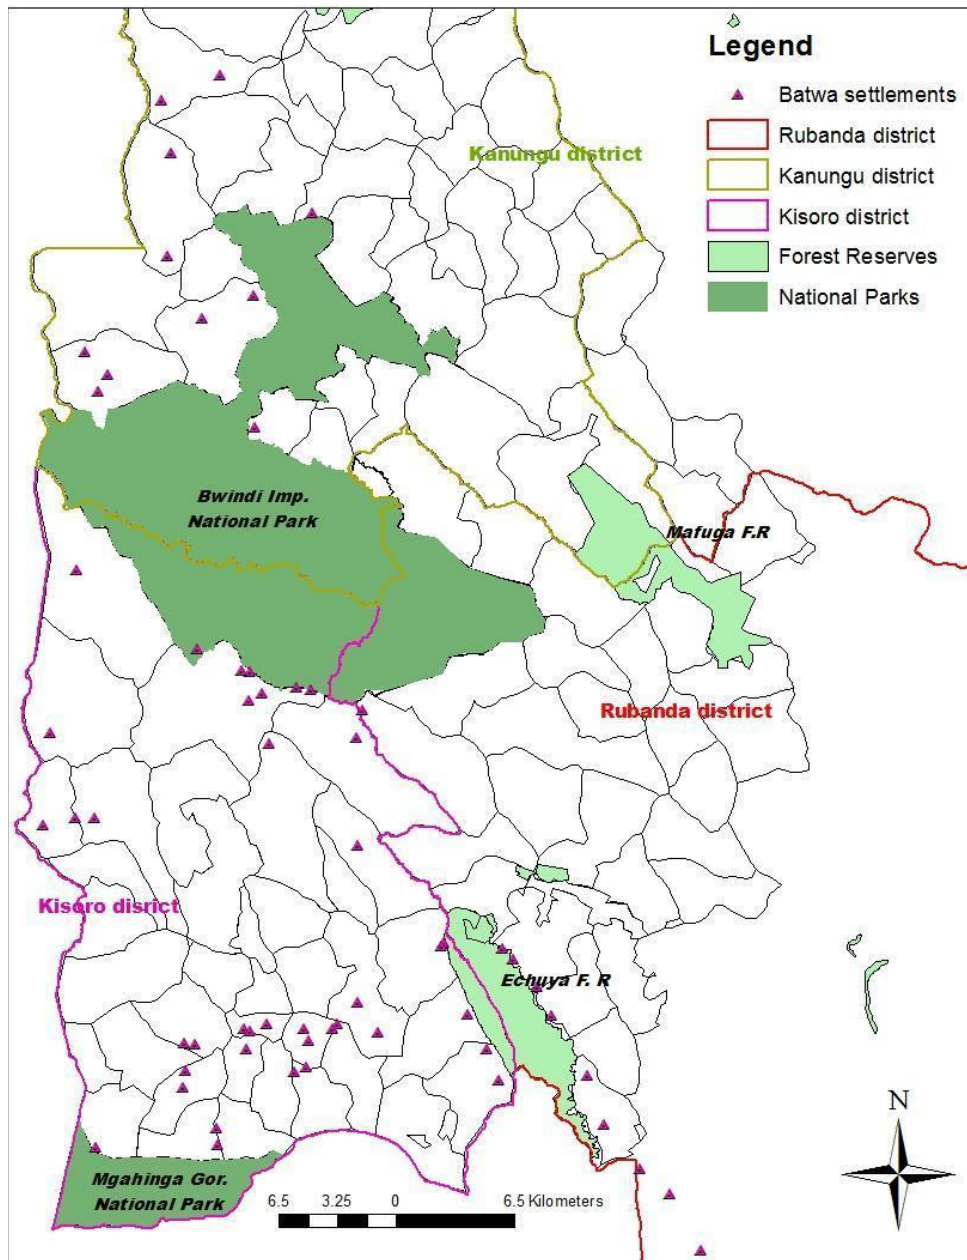 Legend
Batwa settlements
Rubanda district
Kanungu district
Kisoro district
Forest Reserves
National Parks
Kanungu district
Bwindi Imp.
National Park
Mafuga F.R
Rubanda district
Kisoro disrict
Echuya F. R
Mgahinga Gor.
National Park
6.5 3.25 0 6.5 Kilometers
N